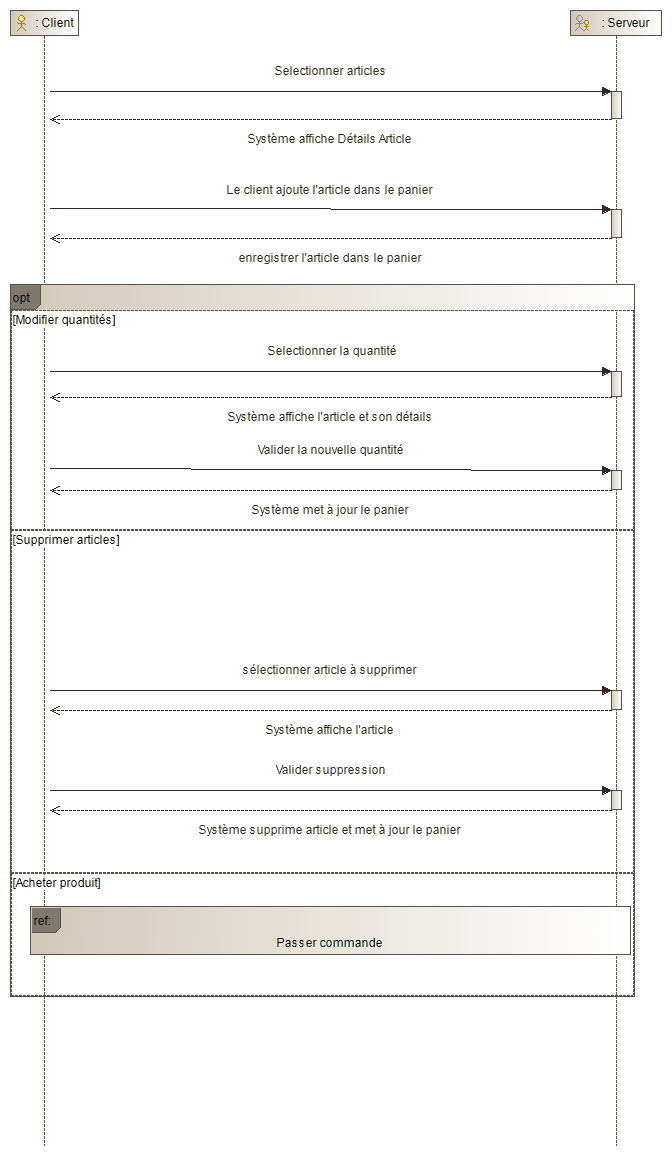 : Client
: Serveur
Selectionner articles
Système affiche Détails Article
Le client ajoute l'article dans le panier
enregistrer l'article dans le panier
opt
[Modifier quantités]
Selectionner la quantité
Système affiche l'article et son détails
Valider la nouvelle quantité
Système met à jour le panier
[Supprimer articles]
sélectionner article à supprimer
Système affiche l'article
Valider suppression
Système supprime article et met à jour le panier
[Acheter produit]
ref:
Passer commande